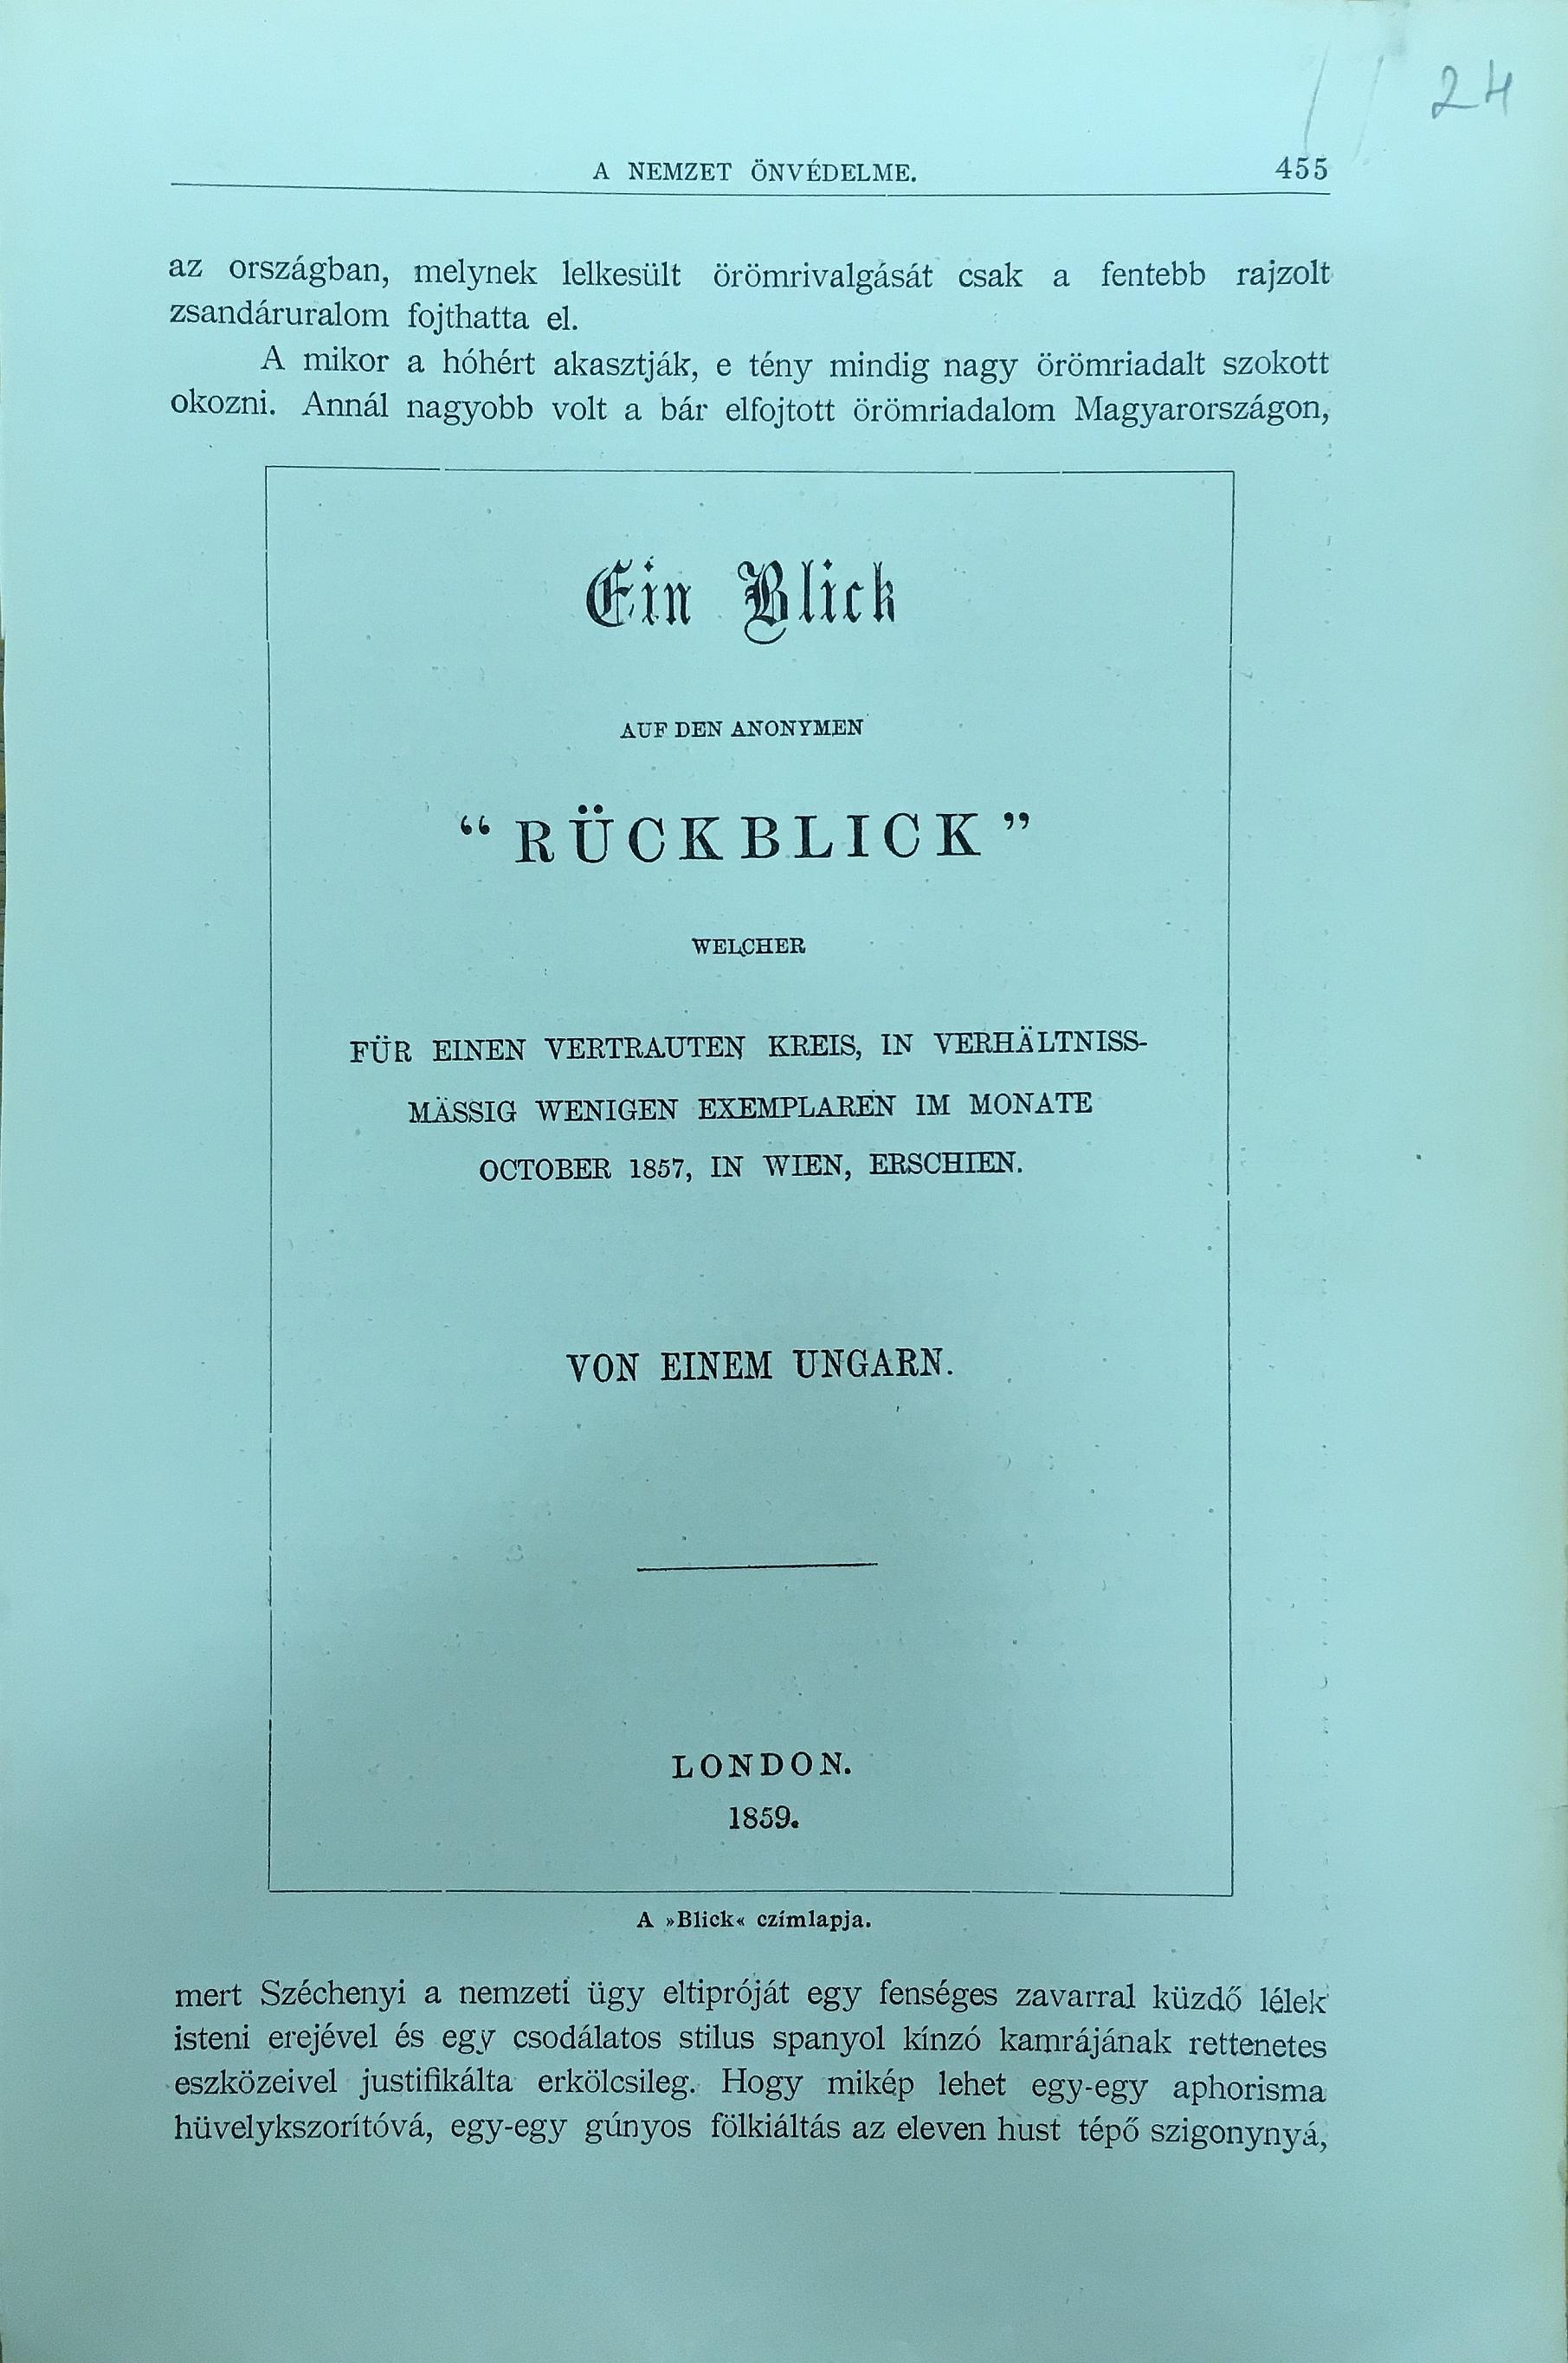 24
A NEMZET ÖNVÉDELME. 455
az országban, melynek lelkesült örömrivalgását csak a fentebb rajzolt
zsandáruralom fojthatta el.
A mikor a hóhért akasztják, e tény mindig nagy örömriadalt szokott
okozni. Annál nagyobb volt a bár elfojtott örömriadalom Magyarországon,
Ein Blick
AUF DEN ANONYMEN
“RÜCKBLICK”
WELCHER
FÜR EINEN VERTRAUTEN KREIS, IN VERHÄLTNISS-
MÄSSIG WENIGEN EXEMPLAREN IM MONATE
OCTOBER 1857, IN WIEN, ERSCHIEN.
VON EINEM UNGARN.
LONDON.
1859.
A »Blick« czímlapja.
mert Széchenyi a nemzeti ügy eltipróját egy fenséges zavarral küzdő lélek
isteni erejével és egy csodálatos stilus spanyol kínzó kamrájának rettenetes
eszközeivel justifikálta erkölcsileg. Hogy mikép lehet egy-egy aphorisma
hüvelykszorítóvá, egy-egy gúnyos fölkiáltás az eleven hust tépő szigonynyá,